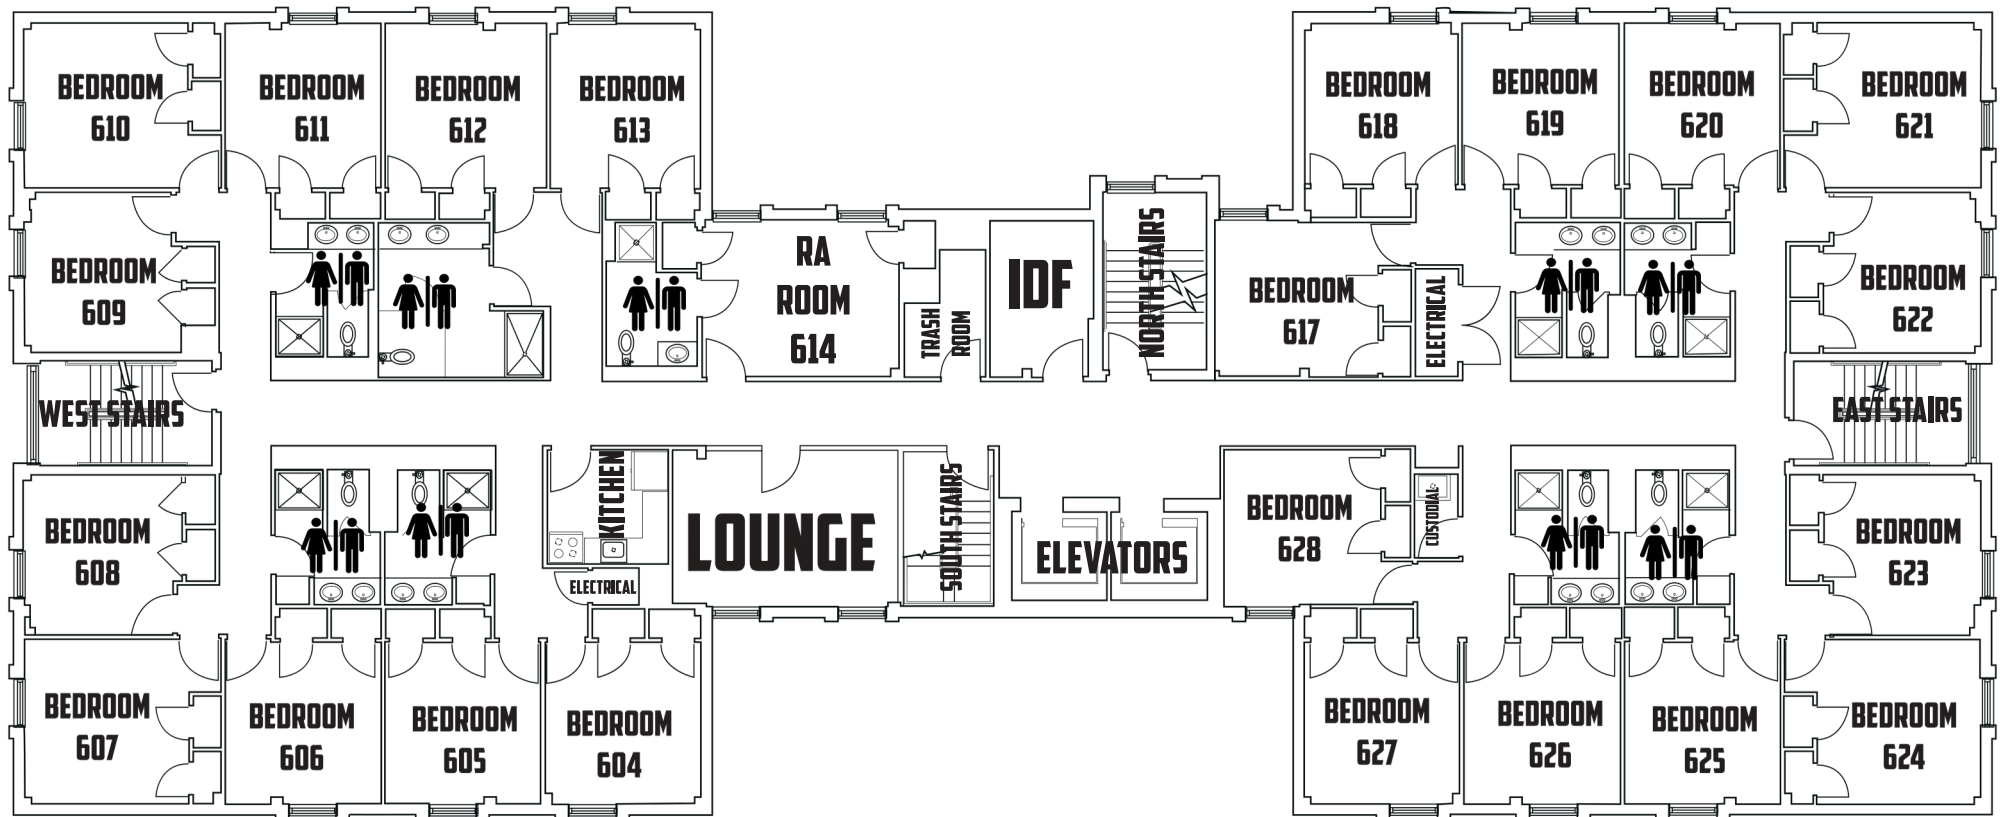 BEDROOM
610
BEDROOM
611
BEDROOM
612
BEDROOM
613
BEDROOM
618
BEDROOM
619
BEDROOM
620
BEDROOM
621
BEDROOM
609
RA
ROOM
614
TRASH
ROOM
IDF
NORTH STAIRS
BEDROOM
617
ELECTRICAL
BEDROOM
622
WEST STAIRS
EAST STAIRS
BEDROOM
608
KITCHEN
ELECTRICAL
LOUNGE
SOUTH STAIRS
ELEVATORS
BEDROOM
628
CUSTODIAL
BEDROOM
623
BEDROOM
607
BEDROOM
606
BEDROOM
605
BEDROOM
604
BEDROOM
627
BEDROOM
626
BEDROOM
625
BEDROOM
624